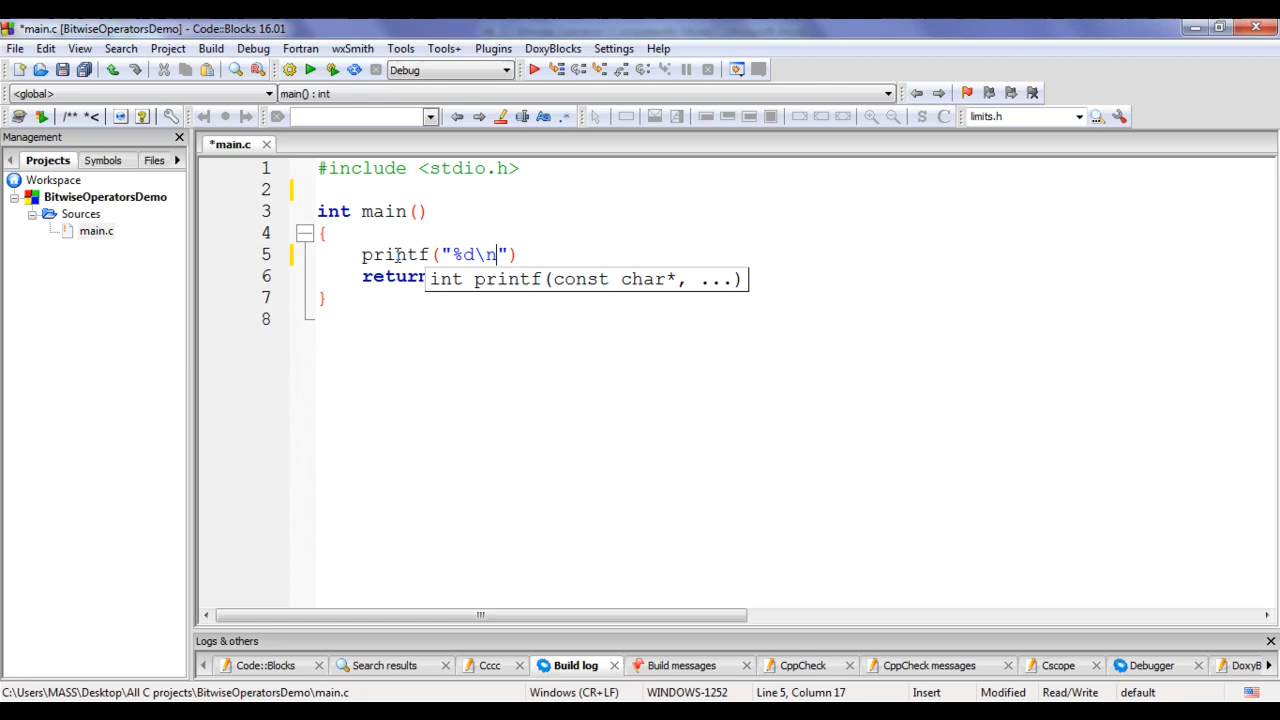 *main.c [BitwiseOperatorsDemo] - Code::Blocks 16.01
File Edit View Search Project Build Debug Fortran wxSmith Tools Tools+ Plugins DoxyBlocks Settings Help
Debug
<global> main() : int
/** *< Aa .* S C limits.h
Management
*main.c
Projects Symbols Files
Workspace
BitwiseOperatorsDemo
Sources
main.c
1 #include <stdio.h>
2
3 int main()
4 {
5 printf("%d\n")
6 return
int printf(const char*, ...)
7 }
8
Logs & others
Code::Blocks Search results Cccc Build log Build messages CppCheck CppCheck messages Cscope Debugger DoxyB
C:\Users\MASS\Desktop\All C projects\BitwiseOperatorsDemo\main.c Windows (CR+LF) WINDOWS-1252 Line 5, Column 17 Insert Modified Read/Write default